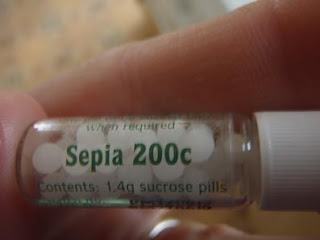 when required
Sepia 200c
Contents: 1.4g sucrose pills